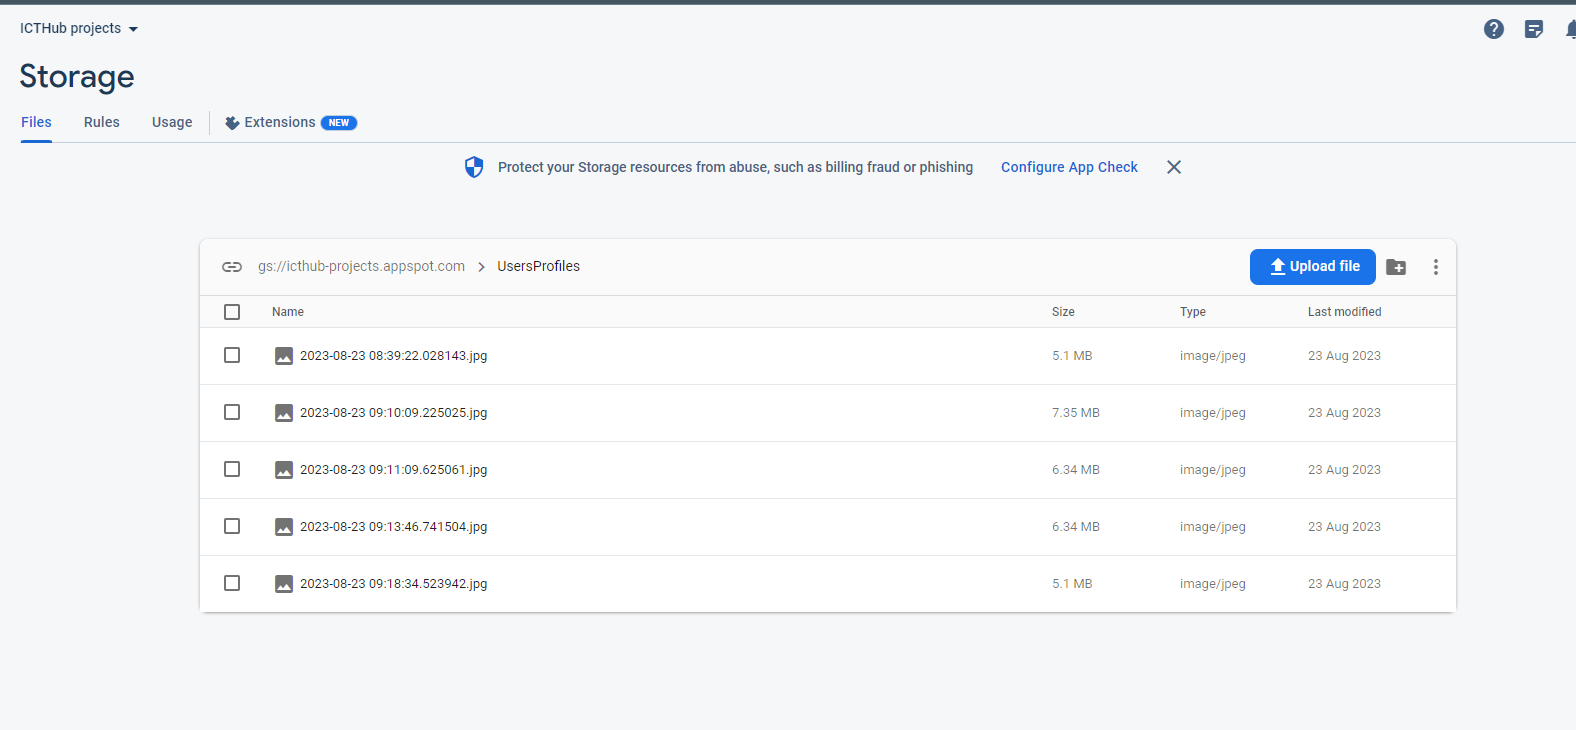 ICTHub projects
Storage
Files Rules Usage Extensions NEW
Protect your Storage resources from abuse, such as billing fraud or phishing Configure App Check
gs://icthub-projects.appspot.com > UsersProfiles Upload file
Name Size Type Last modified
2023-08-23 08:39:22.028143.jpg 5.1 MB image/jpeg 23 Aug 2023
2023-08-23 09:10:09.225025.jpg 7.35 MB image/jpeg 23 Aug 2023
2023-08-23 09:11:09.625061.jpg 6.34 MB image/jpeg 23 Aug 2023
2023-08-23 09:13:46.741504.jpg 6.34 MB image/jpeg 23 Aug 2023
2023-08-23 09:18:34.523942.jpg 5.1 MB image/jpeg 23 Aug 2023